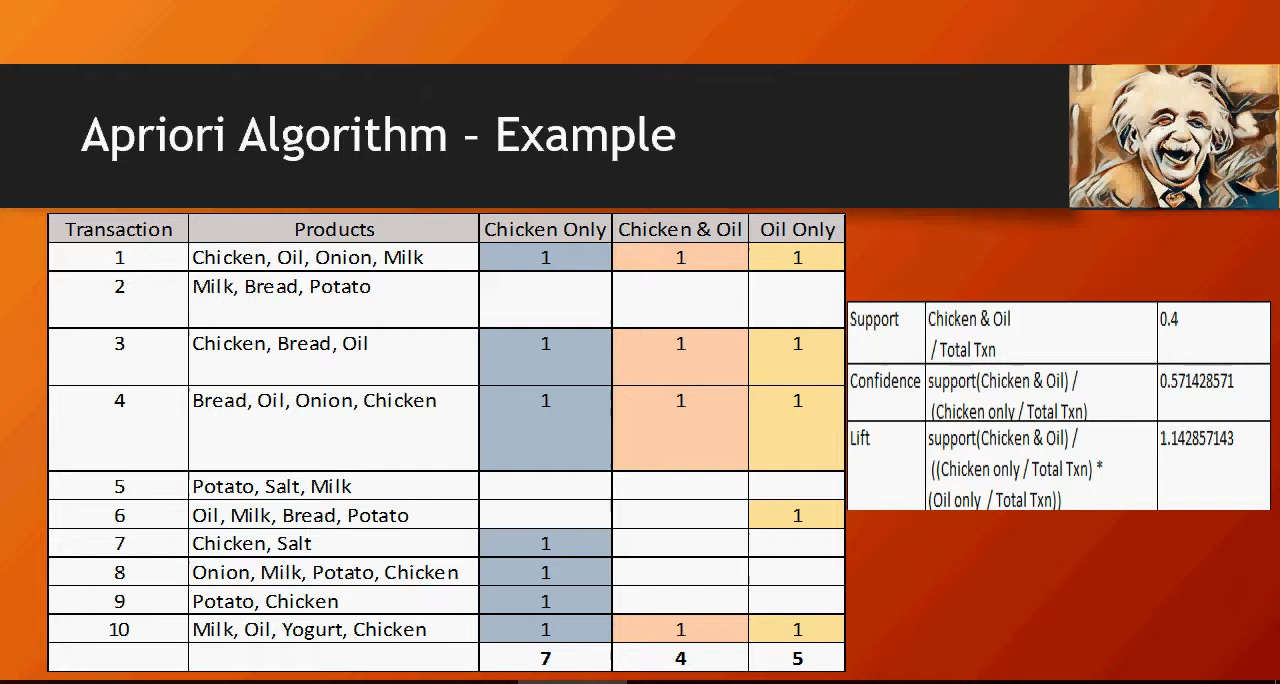 Apriori Algorithm – Example
Transaction Products Chicken Only Chicken & Oil Oil Only
1 Chicken, Oil, Onion, Milk 1 1 1
2 Milk, Bread, Potato
3 Chicken, Bread, Oil 1 1 1
4 Bread, Oil, Onion, Chicken 1 1 1
5 Potato, Salt, Milk
6 Oil, Milk, Bread, Potato 1
7 Chicken, Salt 1
8 Onion, Milk, Potato, Chicken 1
9 Potato, Chicken 1
10 Milk, Oil, Yogurt, Chicken 1 1 1
7 4 5
Support Chicken & Oil 0.4
/ Total Txn
Confidence support(Chicken & Oil) / 0.571428571
(Chicken only / Total Txn)
Lift support(Chicken & Oil) / 1.142857143
((Chicken only / Total Txn) *
(Oil only / Total Txn))